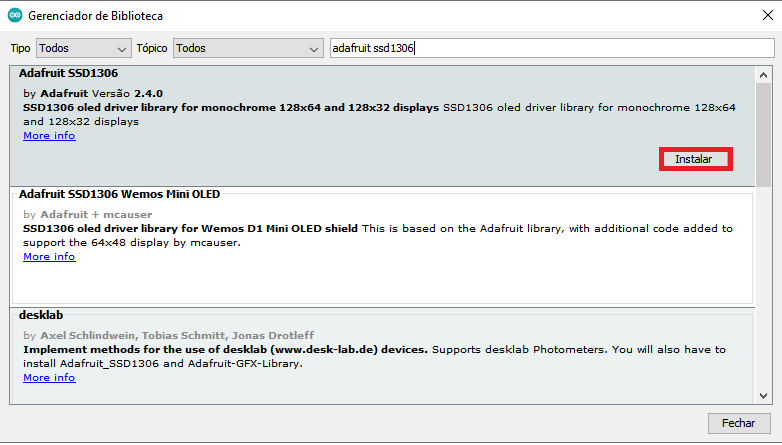 Gerenciador de Biblioteca
Tipo Todos Tópico Todos adafruit ssd1306
Adafruit SSD1306
by Adafruit Versão 2.4.0
SSD1306 oled driver library for monochrome 128x64 and 128x32 displays SSD1306 oled driver library for monochrome 128x64
and 128x32 displays
More info
Instalar
Adafruit SSD1306 Wemos Mini OLED
by Adafruit + mcauser
SSD1306 oled driver library for Wemos D1 Mini OLED shield This is based on the Adafruit library, with additional code added to
support the 64x48 display by mcauser.
More info
desklab
by Axel Schlindwein, Tobias Schmitt, Jonas Drotleff
Implement methods for the use of desklab (www.desk-lab.de) devices. Supports desklab Photometers. You will also have to
install Adafruit_SSD1306 and Adafruit-GFX-Library.
More info
Fechar